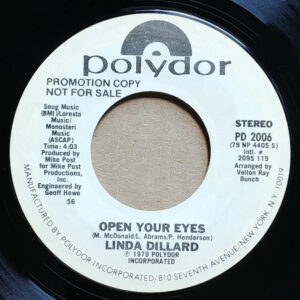 polydor
PROMOTION COPY
NOT FOR SALE
Snug Music
(BMI)/Loresta
Music/
Monosteri
Music
(ASCAP)
Time: 4:03
Produced by
Mike Post
for Mike Post
Productions,
Inc.
Engineered by
Geoff Howe
56
STEREO
PD 2006
(79 NP 4405 S)
Intl. #
2095 115
Arranged by
Velton Ray
Bunch
OPEN YOUR EYES
(M. McDonald/L. Abrams/P. Henderson)
LINDA DILLARD
℗ 1979 POLYDOR
INCORPORATED
MANUFACTURED BY POLYDOR INCORPORATED/810 SEVENTH AVENUE/NEW YORK, N.Y. 10019